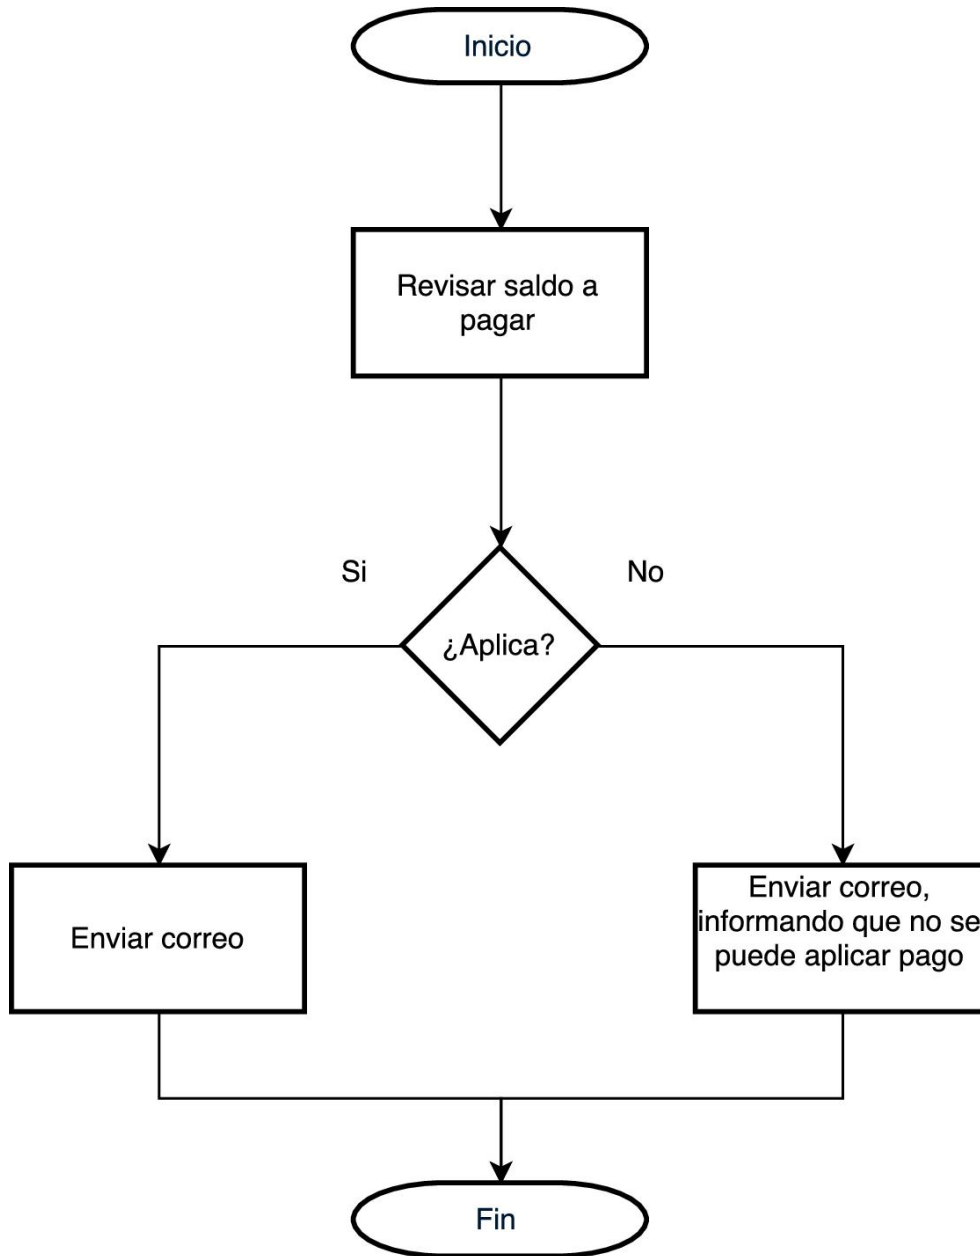 Inicio
Revisar saldo a
pagar
Si
No
¿Aplica?
Enviar correo
Enviar correo,
informando que no se
puede aplicar pago
Fin